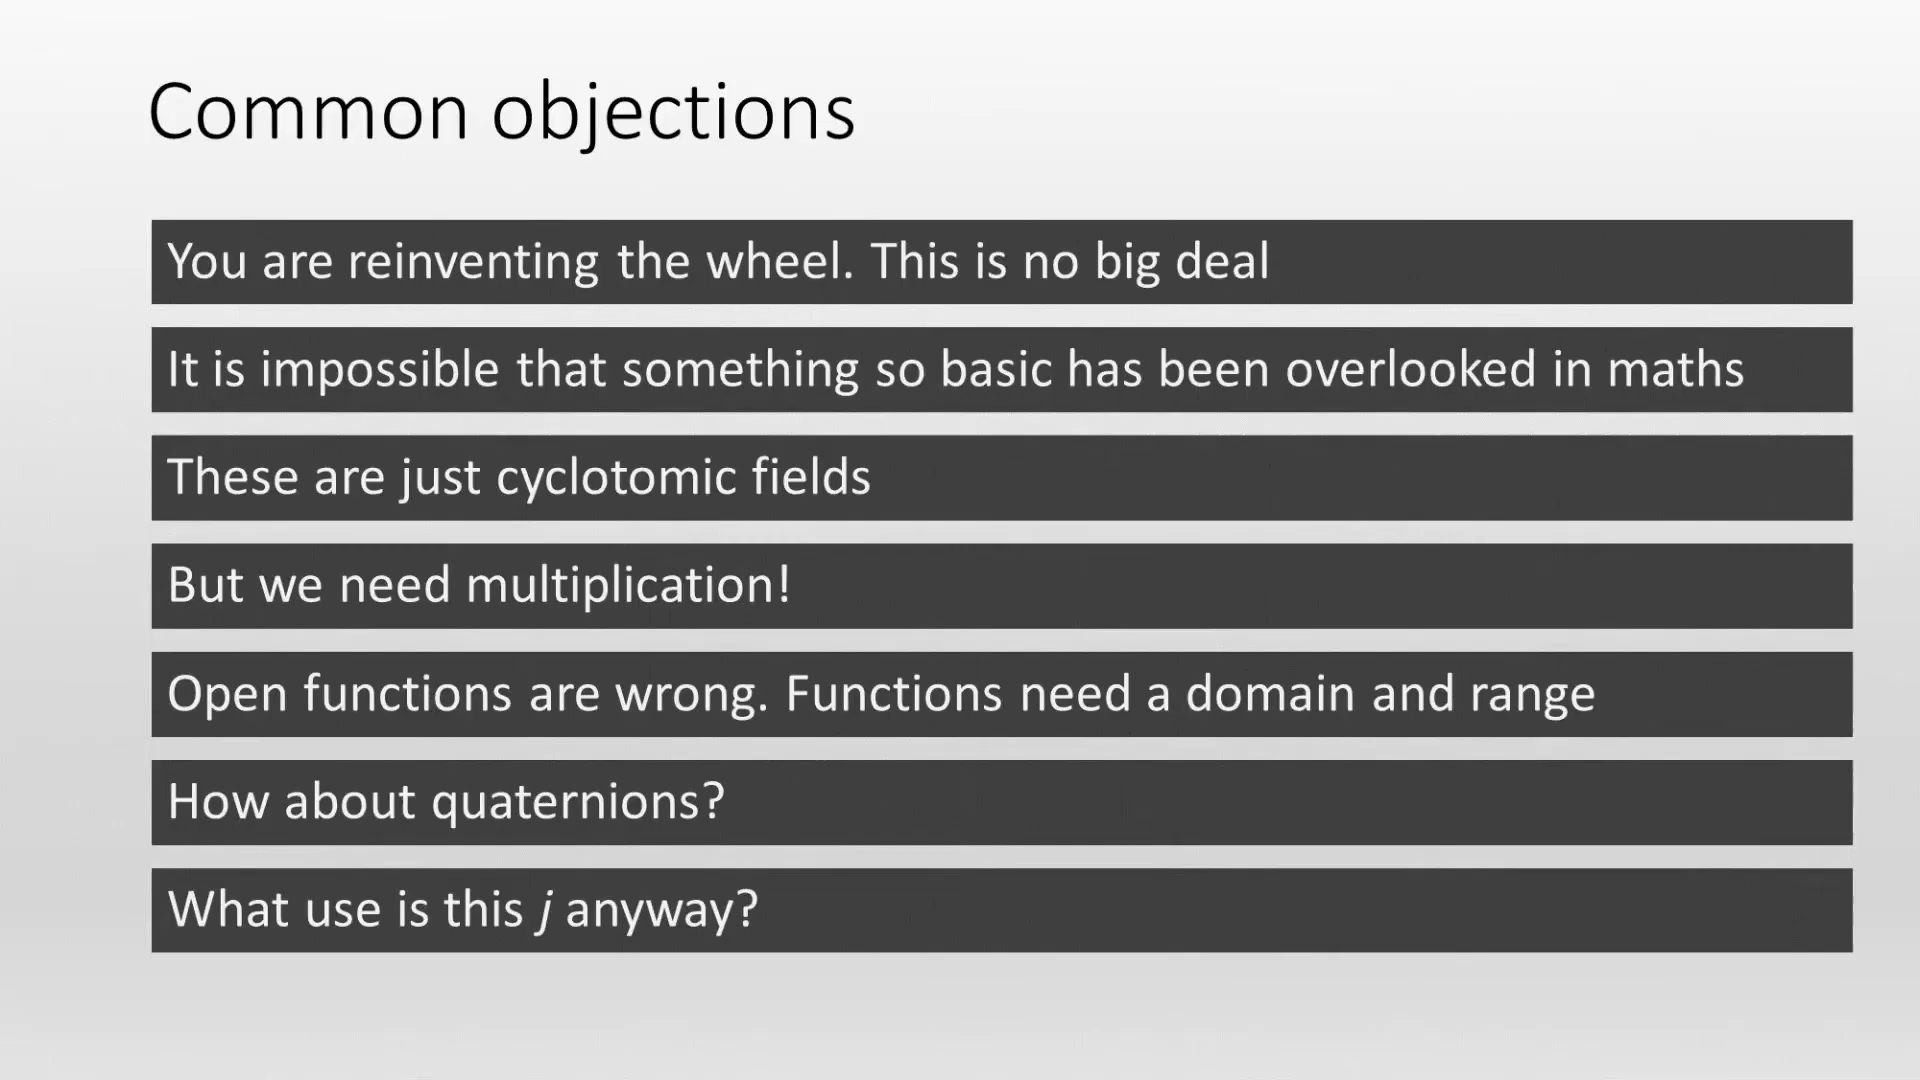 Common objections
You are reinventing the wheel. This is no big deal
It is impossible that something so basic has been overlooked in maths
These are just cyclotomic fields
But we need multiplication!
Open functions are wrong. Functions need a domain and range
How about quaternions?
What use is this j anyway?